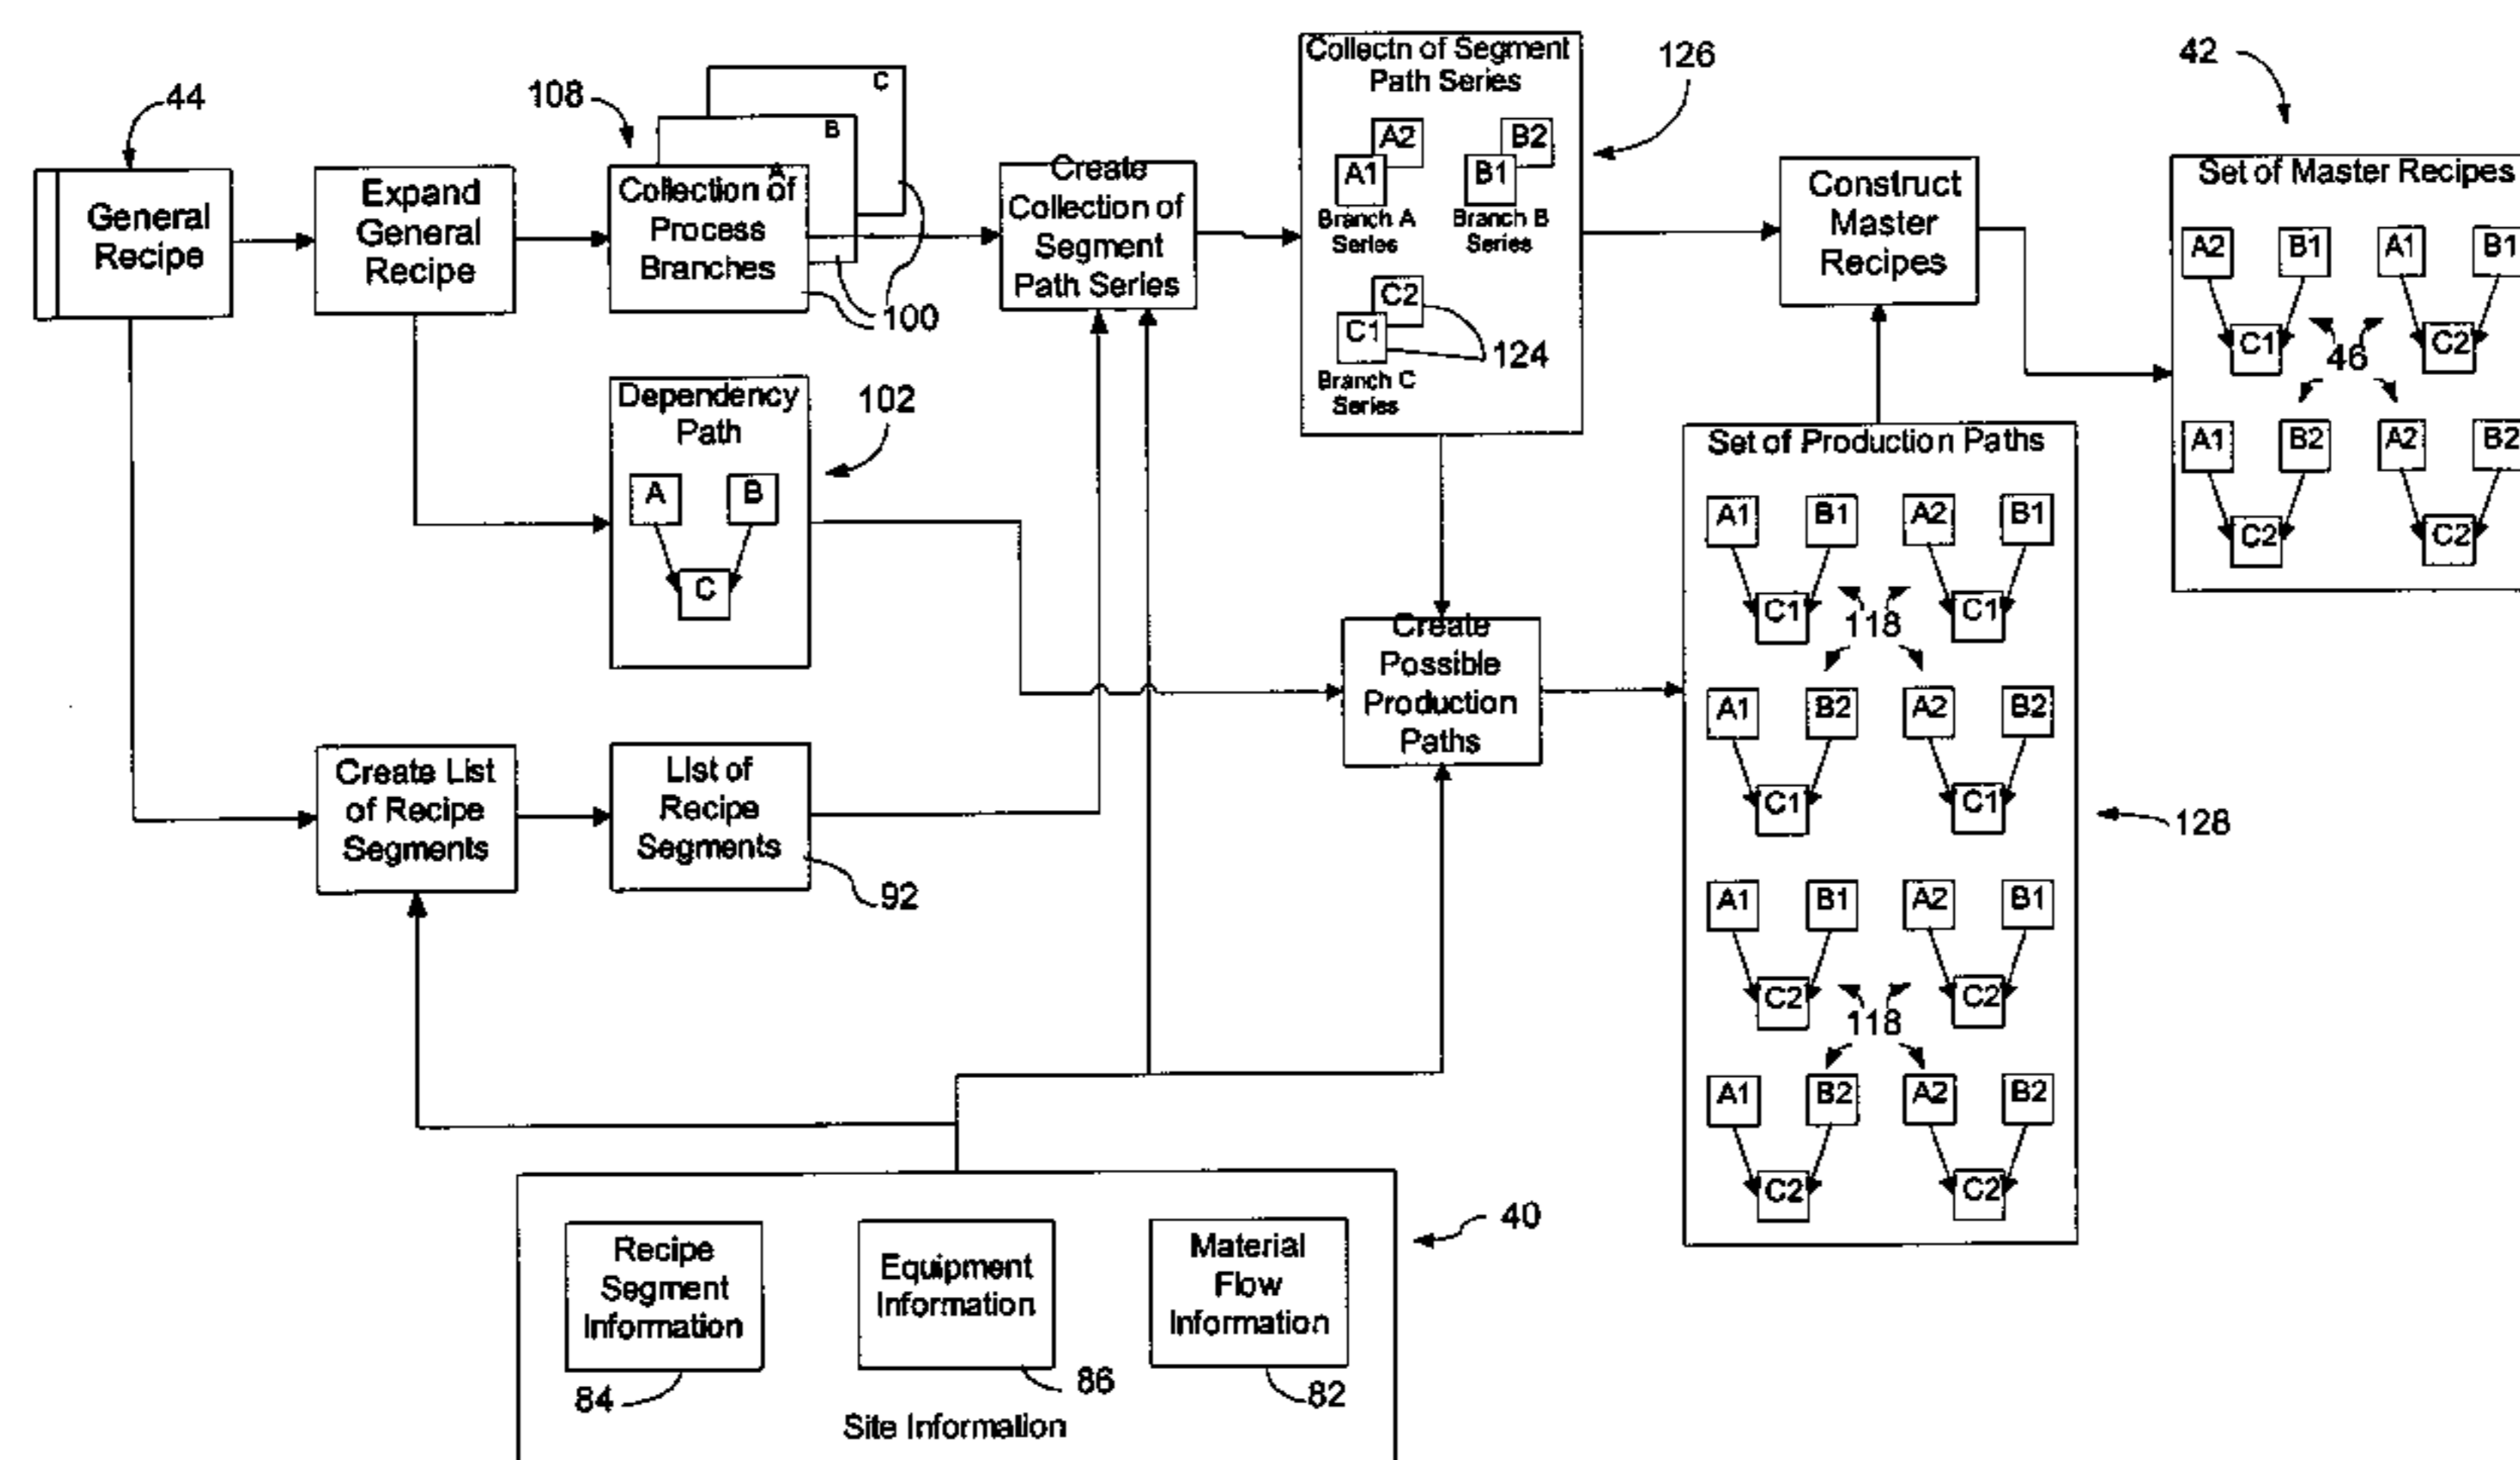 44
General
Recipe
Expand
General
Recipe
108
C
B
A
Collection of
Process
Branches
100
Create
Collection of
Segment
Path Series
Collectn of Segment
Path Series
A2
A1
Branch A
Series
B2
B1
Branch B
Series
C2
C1
Branch C
Series
124
126
Construct
Master
Recipes
42
Set of Master Recipes
A2 B1 A1 B1
C1 46 C2
A1 B2 A2 B2
C2 C2
Dependency
Path
A B
C
102
Create List
of Recipe
Segments
List of
Recipe
Segments
92
Create
Possible
Production
Paths
Set of Production Paths
A1 B1 A2 B1
C1 118 C1
A1 B2 A2 B2
C1 C1
A1 B1 A2 B1
C2 118 C2
A1 B2 A2 B2
C2 C2
128
Recipe
Segment
Information
84
Equipment
Information
86
Material
Flow
Information
82
40
Site Information